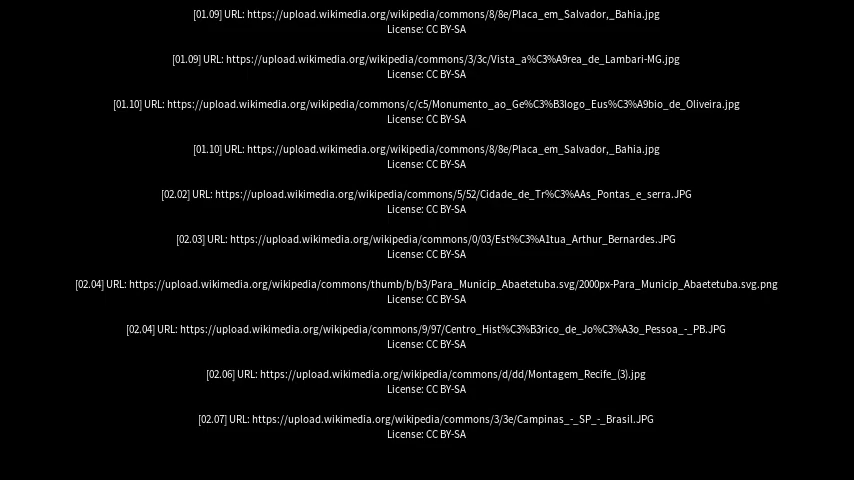 [01.09] URL: https://upload.wikimedia.org/wikipedia/commons/8/8e/Placa_em_Salvador,_Bahia.jpg
License: CC BY-SA
[01.09] URL: https://upload.wikimedia.org/wikipedia/commons/3/3c/Vista_a%C3%A9rea_de_Lambari-MG.jpg
License: CC BY-SA
[01.10] URL: https://upload.wikimedia.org/wikipedia/commons/c/c5/Monumento_ao_Ge%C3%B3logo_Eus%C3%A9bio_de_Oliveira.jpg
License: CC BY-SA
[01.10] URL: https://upload.wikimedia.org/wikipedia/commons/8/8e/Placa_em_Salvador,_Bahia.jpg
License: CC BY-SA
[02.02] URL: https://upload.wikimedia.org/wikipedia/commons/5/52/Cidade_de_Tr%C3%AAs_Pontas_e_serra.JPG
License: CC BY-SA
[02.03] URL: https://upload.wikimedia.org/wikipedia/commons/0/03/Est%C3%A1tua_Arthur_Bernardes.JPG
License: CC BY-SA
[02.04] URL: https://upload.wikimedia.org/wikipedia/commons/thumb/b/b3/Para_Municip_Abaetetuba.svg/2000px-Para_Municip_Abaetetuba.svg.png
License: CC BY-SA
[02.04] URL: https://upload.wikimedia.org/wikipedia/commons/9/97/Centro_Hist%C3%B3rico_de_Jo%C3%A3o_Pessoa_-_PB.JPG
License: CC BY-SA
[02.06] URL: https://upload.wikimedia.org/wikipedia/commons/d/dd/Montagem_Recife_(3).jpg
License: CC BY-SA
[02.07] URL: https://upload.wikimedia.org/wikipedia/commons/3/3e/Campinas_-_SP_-_Brasil.JPG
License: CC BY-SA